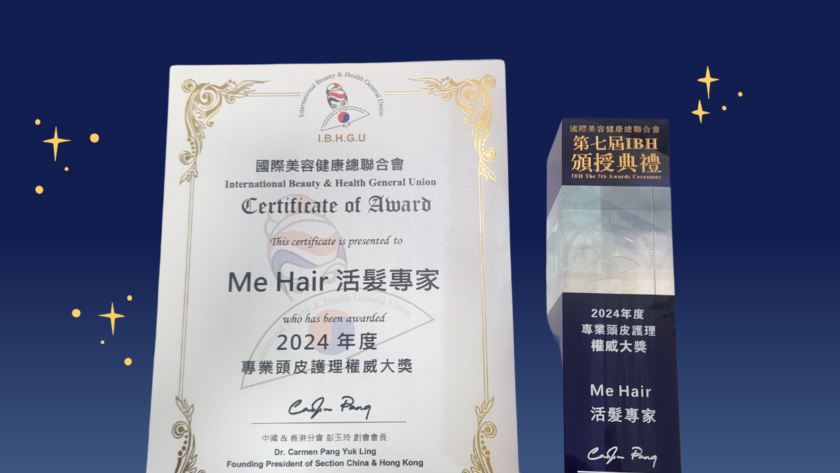 International Beauty & Health General Union
I.B.H.G.U
國際美容健康總聯合會
International Beauty & Health General Union
Certificate of Award
This certificate is presented to
Me Hair 活髮專家
who has been awarded
2024 年度
專業頭皮護理權威大獎
中國 & 香港分會 彭玉玲 創會會長
Dr. Carmen Pang Yuk Ling
Founding President of Section China & Hong Kong
國際美容健康總聯合會
第七屆IBH
頒授典禮
IBH The 7th Awards Ceremony
2024年度
專業頭皮護理
權威大獎
Me Hair
活髮專家